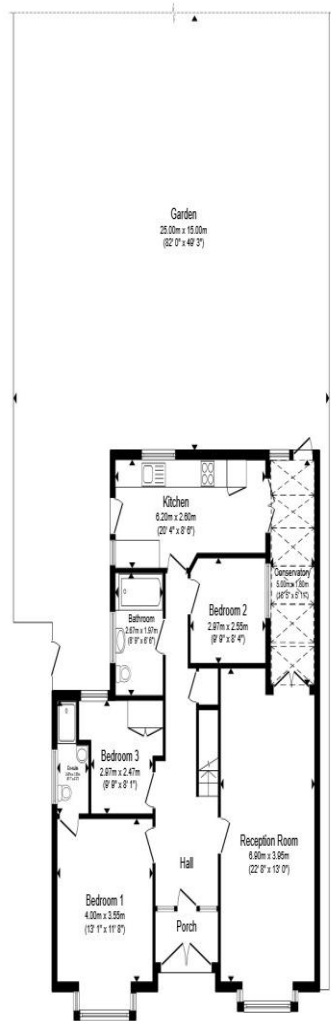 Garden
25.00m x 15.00m
(82' 0" x 49' 3")
Kitchen
6.20m x 2.60m
(20' 4" x 8' 6")
Conservatory
5.00m x 1.80m
(16' 5" x 5' 11")
Bathroom
2.67m x 1.97m
(8' 9" x 6' 6")
Bedroom 2
2.97m x 2.55m
(9' 9" x 8' 4")
Bedroom 3
2.97m x 2.47m
(9' 9" x 8' 1")
Reception Room
6.90m x 3.95m
(22' 8" x 13' 0")
Hall
Bedroom 1
4.00m x 3.55m
(13' 1" x 11' 8")
Porch